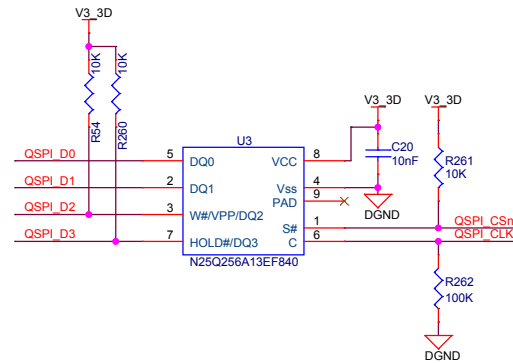 V3_3D
10K
10K
R54
R260
U3
V3_3D
V3_3D
C20
10nF
R261
10K
QSPI_D0
5
DQ0
VCC
8
QSPI_D1
2
DQ1
Vss
4
PAD
9
QSPI_D2
3
W#/VPP/DQ2
DGND
S#
1
QSPI_CSn
QSPI_D3
7
HOLD#/DQ3
C
6
QSPI_CLK
N25Q256A13EF840
R262
100K
DGND